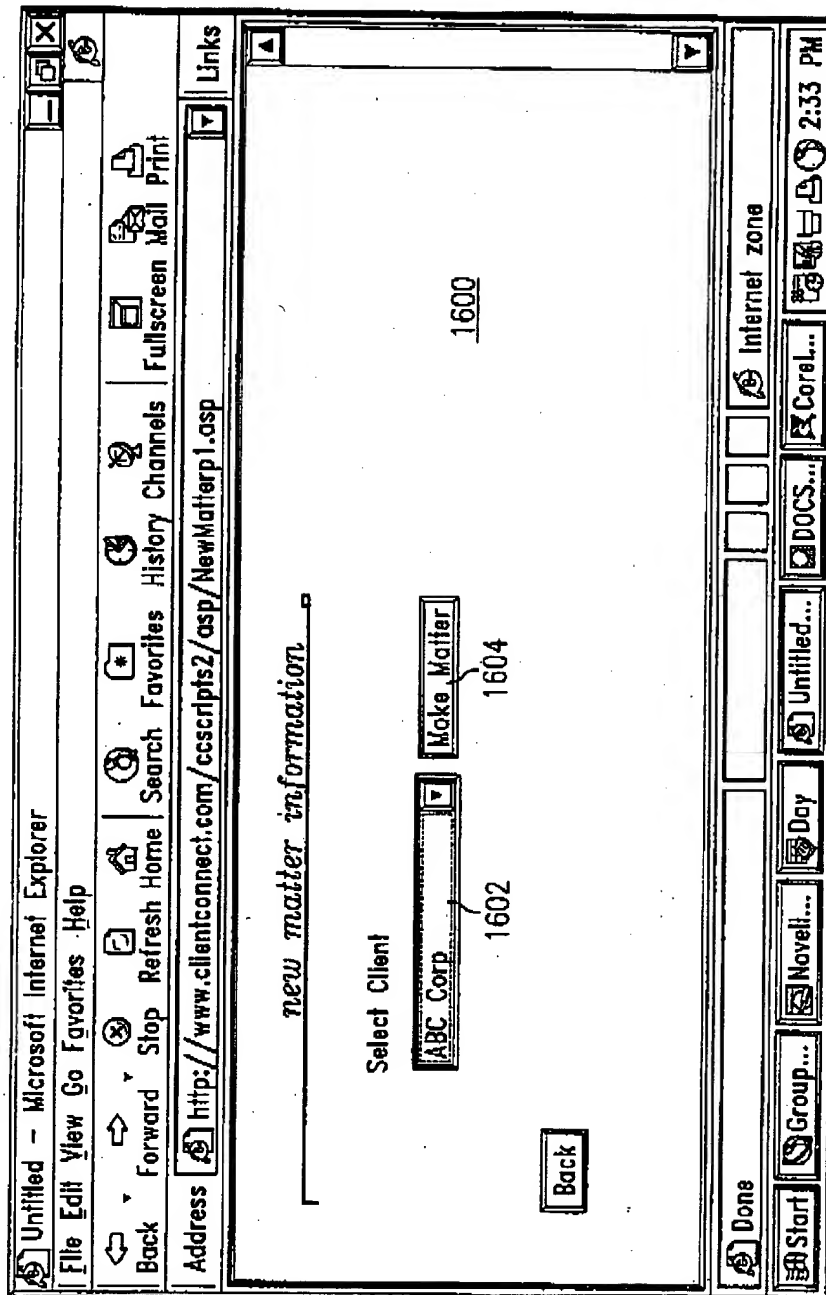 Untitled - Microsoft Internet Explorer
File Edit View Go Favorites Help
Back Forward Stop Refresh Home Search Favorites History Channels Fullscreen Mail Print
Address http://www.clientconnect.com/ccscripts2/asp/NewMatterp1.asp Links
new matter information
Select Client
ABC Corp Make Matter
1602 1604
1600
Back
Done Internet zone
Start Group... Novell... Day Untitled... DOCS... Corel... 2:33 PM